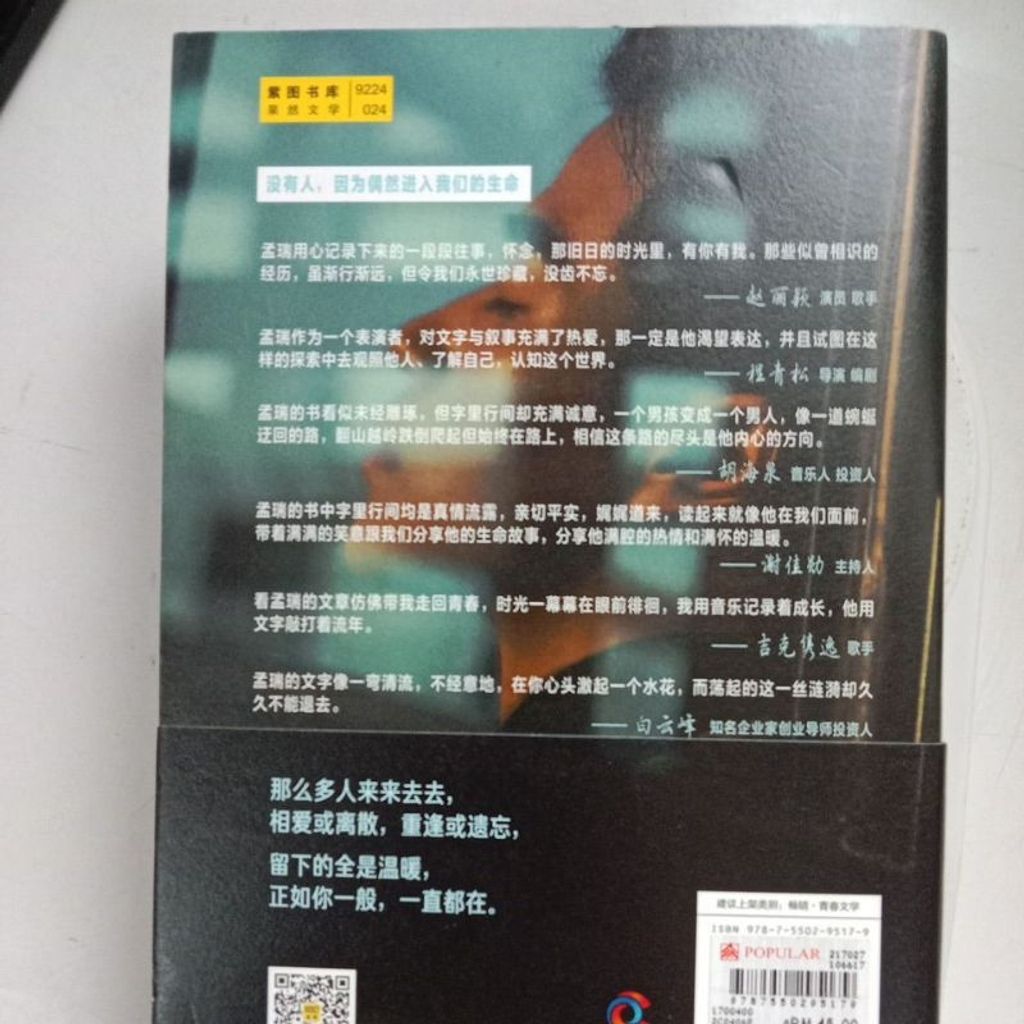 紫图书库 9224
果然文学 024
没有人，因为偶然进入我们的生命
孟瑞用心记录下来的一段段往事，怀念，那旧日的时光里，有你有我。那些似曾相识的
经历，虽渐行渐远，但令我们永世珍藏，没齿不忘。
——赵丽颖 演员 歌手
孟瑞作为一个表演者，对文字与叙事充满了热爱，那一定是他渴望表达，并且试图在这
样的探索中去观照他人、了解自己，认知这个世界。
——程青松 导演 编剧
孟瑞的书看似未经雕琢，但字里行间却充满诚意，一个男孩变成一个男人，像一道蜿蜒
迂回的路，翻山越岭跌倒爬起但始终在路上，相信这条路的尽头是他内心的方向。
——胡海泉 音乐人 投资人
孟瑞的书中字里行间均是真情流露，亲切平实，娓娓道来，读起来就像他在我们面前，
带着满满的笑意跟我们分享他的生命故事，分享他满腔的热情和满怀的温暖。
——谢佳勋 主持人
看孟瑞的文章仿佛带我走回青春，时光一幕幕在眼前徘徊，我用音乐记录着成长，他用
文字敲打着流年。
——吉克隽逸 歌手
孟瑞的文字像一弯清流，不经意地，在你心头激起一个水花，而荡起的这一丝涟漪却久
久不能退去。
——白云峰 知名企业家创业导师投资人
那么多人来来去去，
相爱或离散，重逢或遗忘，
留下的全是温暖，
正如你一般，一直都在。
建议上架类别：畅销·青春文学
ISBN 978-7-5502-9517-9
POPULAR 217027
106617
9787550295179
1700400